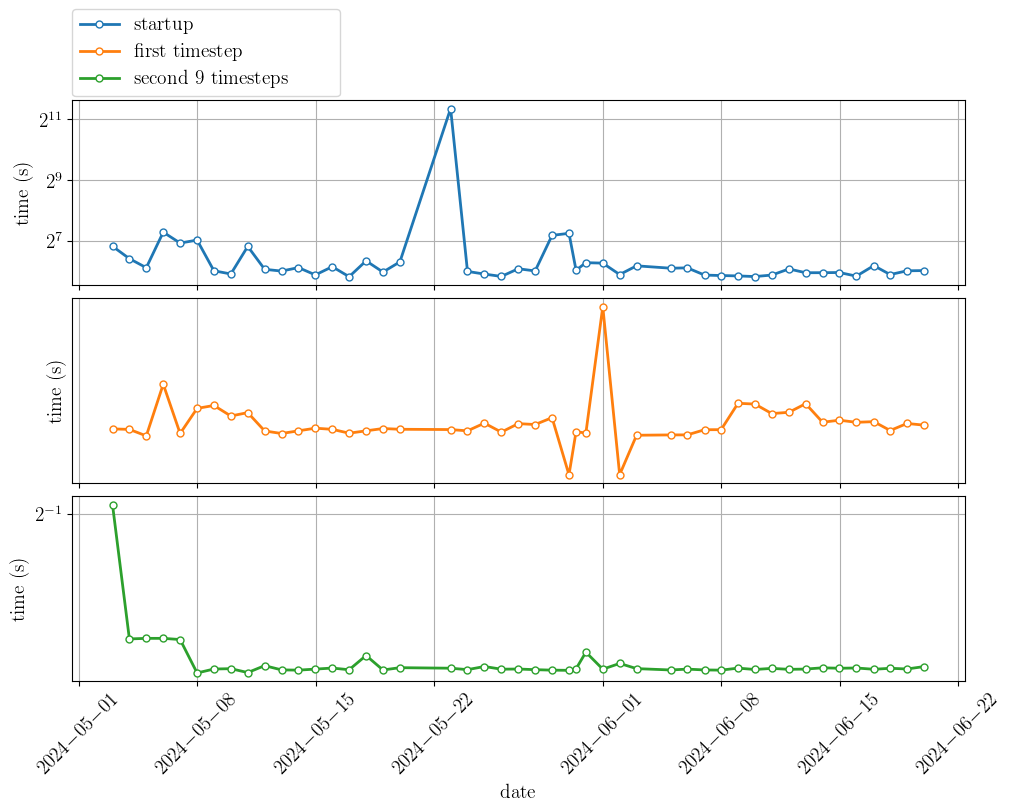 startup
first timestep
second 9 timesteps
2^11
2^9
2^7
time (s)
time (s)
2^−1
time (s)
2024−05−01
2024−05−08
2024−05−15
2024−05−22
2024−06−01
2024−06−08
2024−06−15
2024−06−22
date